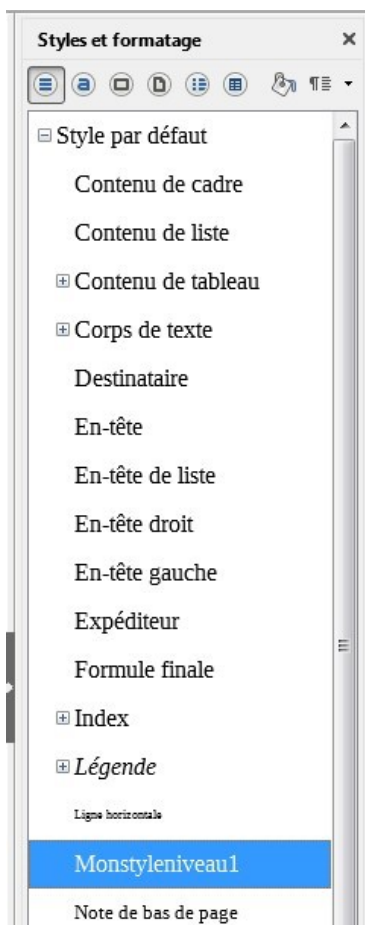 Styles et formatage
Style par défaut
Contenu de cadre
Contenu de liste
Contenu de tableau
Corps de texte
Destinataire
En-tête
En-tête de liste
En-tête droit
En-tête gauche
Expéditeur
Formule finale
Index
Légende
Ligne horizontale
Monstyleniveau1
Note de bas de page